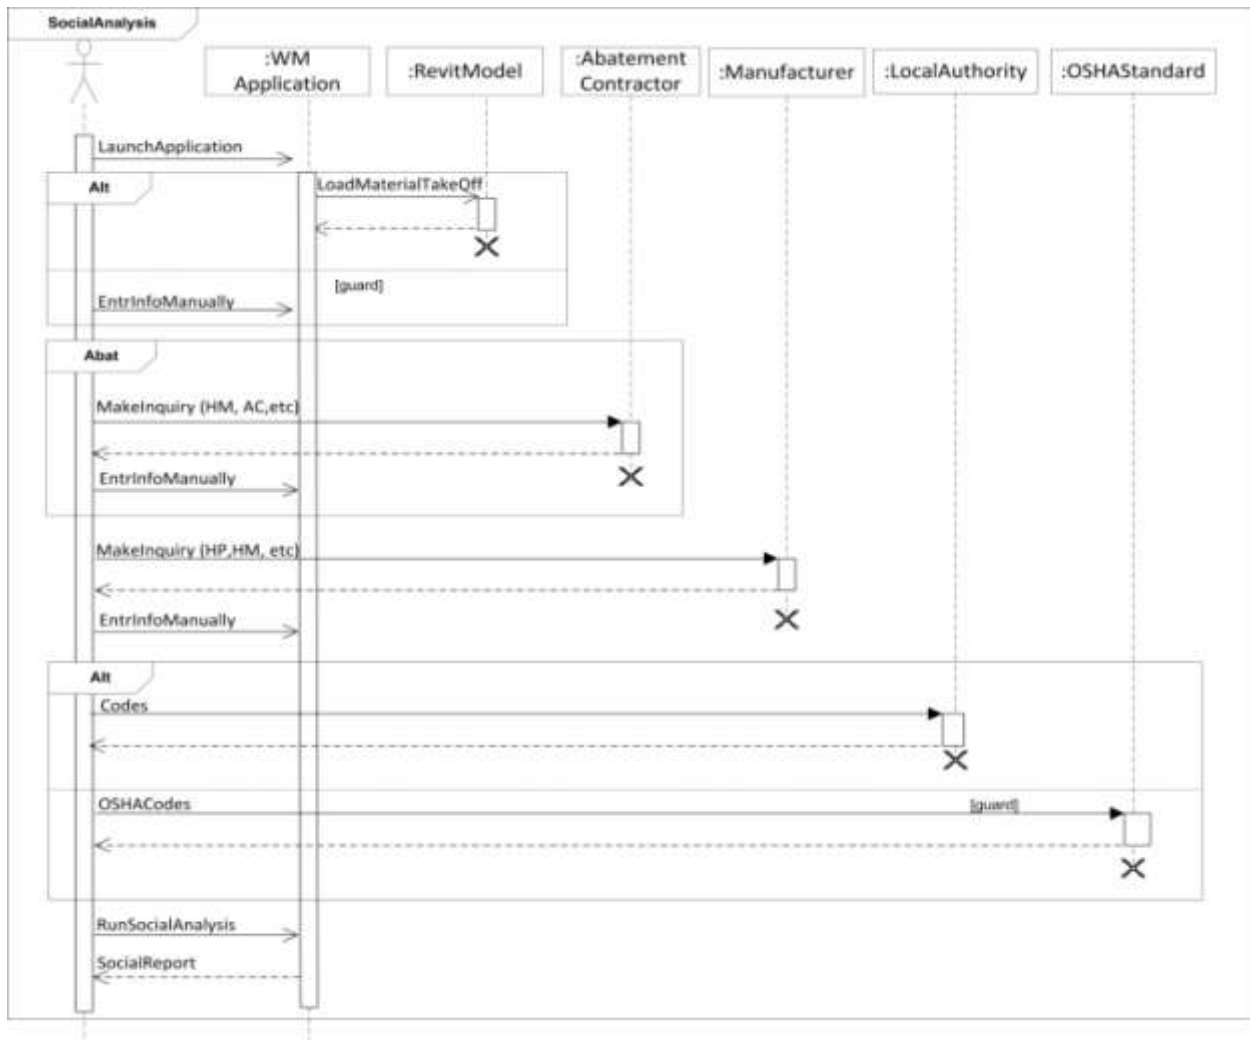 SocialAnalysis
:WM
Application
:RevitModel
:Abatement
Contractor
:Manufacturer
:LocalAuthority
:OSHAStandard
LaunchApplication
Alt
LoadMaterialTakeOff
[guard]
EntrInfoManually
Abat
MakeInquiry (HM, AC,etc)
EntrInfoManually
MakeInquiry (HP,HM, etc)
EntrInfoManually
Alt
Codes
OSHACodes
[guard]
RunSocialAnalysis
SocialReport